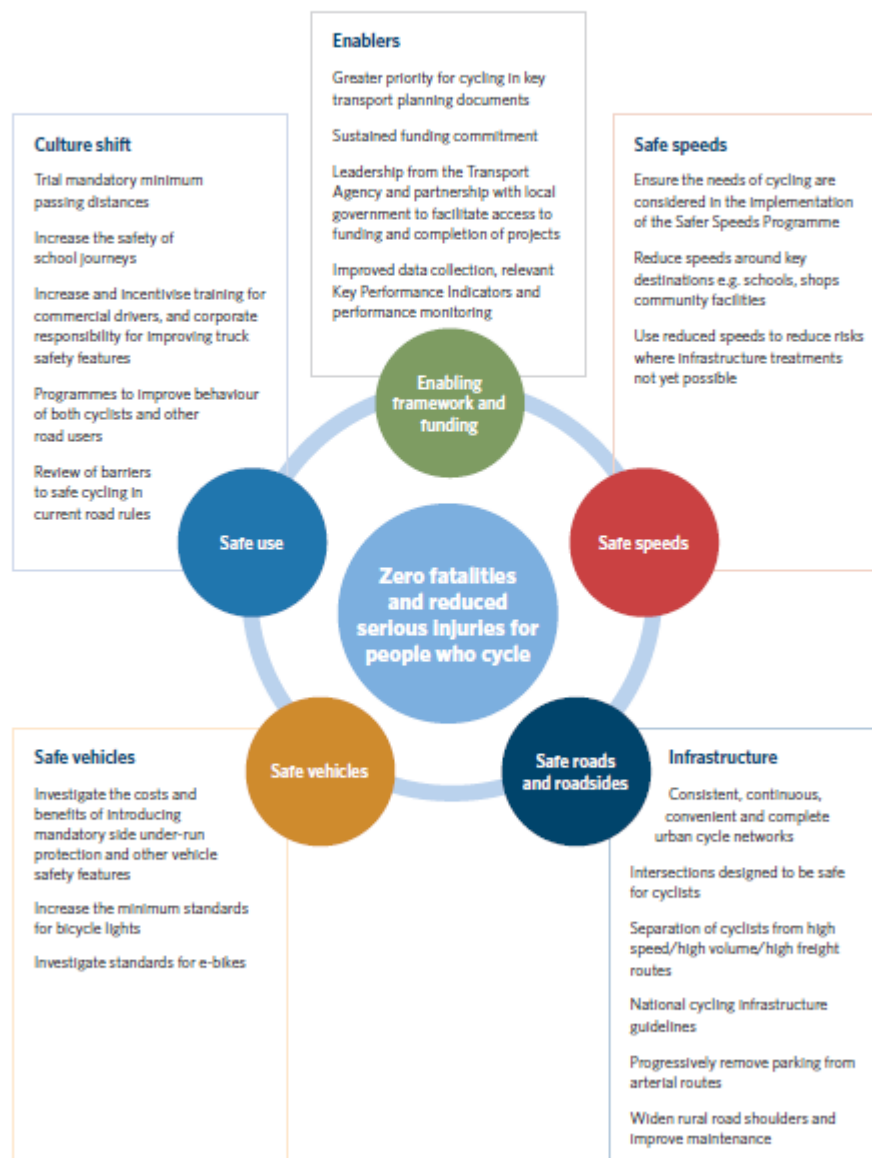 Enablers
Greater priority for cycling in key
transport planning documents
Sustained funding commitment
Leadership from the Transport
Agency and partnership with local
government to facilitate access to
funding and completion of projects
Improved data collection, relevant
Key Performance Indicators and
performance monitoring
Culture shift
Trial mandatory minimum
passing distances
Increase the safety of
school journeys
Increase and incentivise training for
commercial drivers, and corporate
responsibility for improving truck
safety features
Programmes to improve behaviour
of both cyclists and other
road users
Review of barriers
to safe cycling in
current road rules
Safe speeds
Ensure the needs of cycling are
considered in the implementation
of the Safer Speeds Programme
Reduce speeds around key
destinations e.g. schools, shops
community facilities
Use reduced speeds to reduce risks
where infrastructure treatments
not yet possible
Enabling
framework and
funding
Safe use
Safe speeds
Zero fatalities
and reduced
serious injuries for
people who cycle
Safe vehicles
Safe roads
and roadsides
Safe vehicles
Investigate the costs and
benefits of introducing
mandatory side under-run
protection and other vehicle
safety features
Increase the minimum standards
for bicycle lights
Investigate standards for e-bikes
Infrastructure
Consistent, continuous,
convenient and complete
urban cycle networks
Intersections designed to be safe
for cyclists
Separation of cyclists from high
speed/high volume/high freight
routes
National cycling infrastructure
guidelines
Progressively remove parking from
arterial routes
Widen rural road shoulders and
improve maintenance